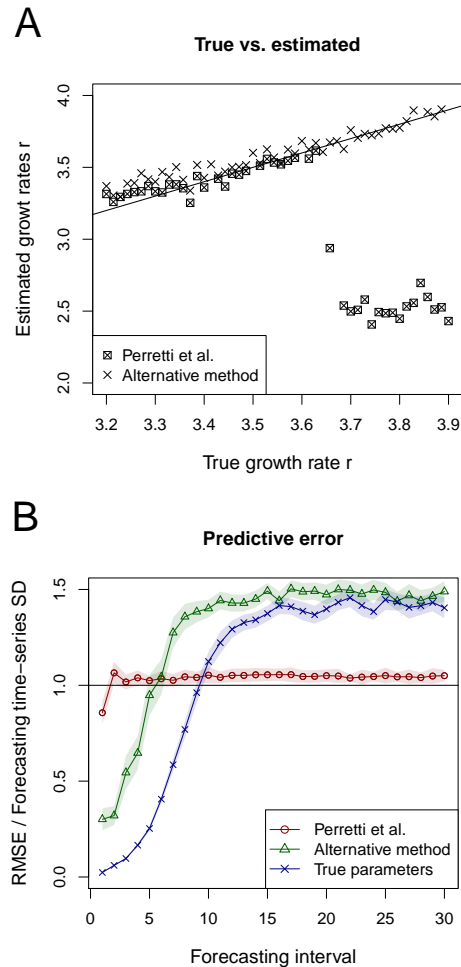 A
True vs. estimated
Estimated growt rates r
4.0
3.5
3.0
2.5
2.0
Perretti et al.
Alternative method
3.2 3.3 3.4 3.5 3.6 3.7 3.8 3.9
True growth rate r
B
Predictive error
RMSE / Forecasting time−series SD
1.5
1.0
0.5
0.0
Perretti et al.
Alternative method
True parameters
0 5 10 15 20 25 30
Forecasting interval